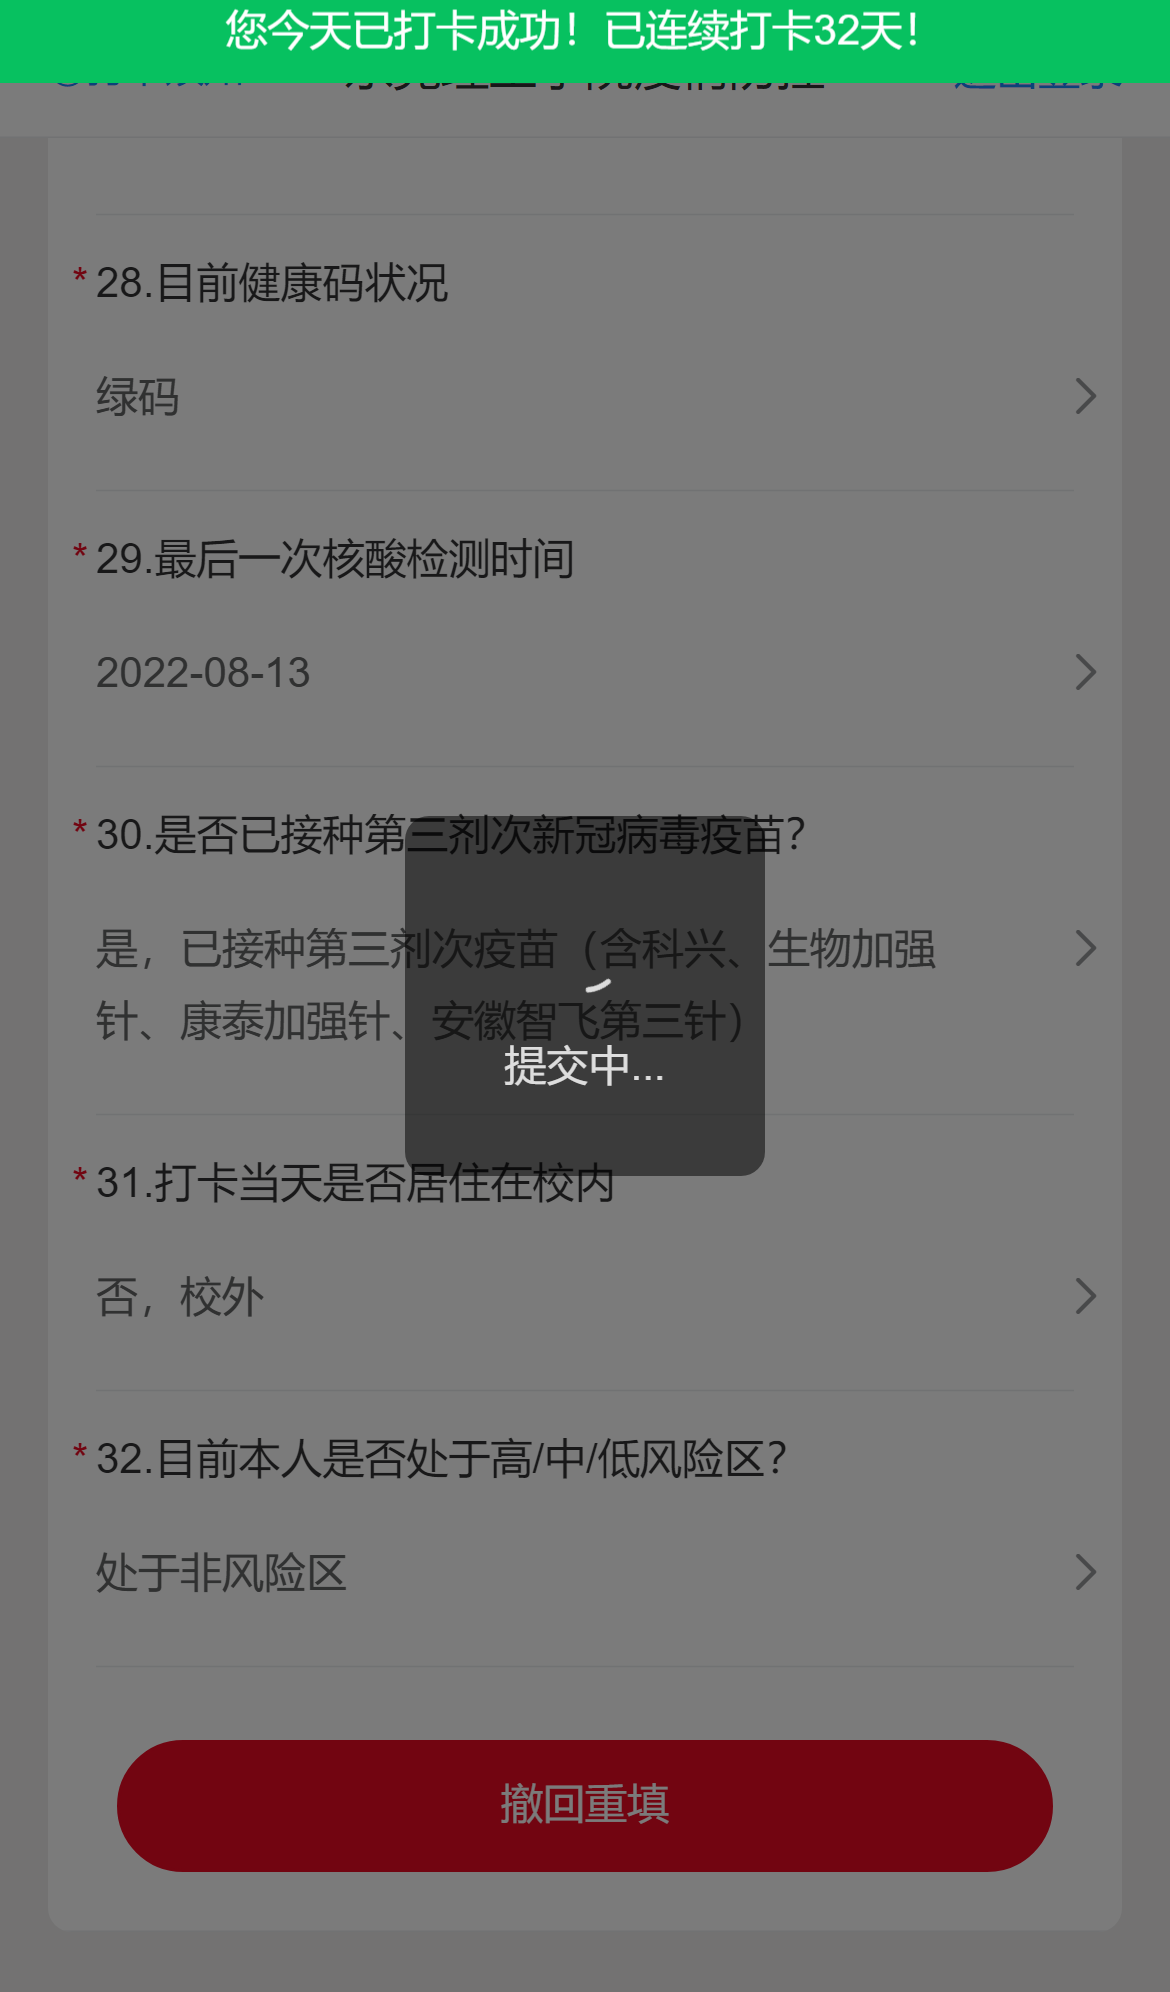 您今天已打卡成功！已连续打卡32天！
* 28.目前健康码状况
绿码
* 29.最后一次核酸检测时间
2022-08-13
* 30.是否已接种第三剂次新冠病毒疫苗？
是，已接种第三剂次疫苗（含科兴、生物加强
针、康泰加强针、安徽智飞第三针）
提交中...
* 31.打卡当天是否居住在校内
否，校外
* 32.目前本人是否处于高/中/低风险区？
处于非风险区
撤回重填